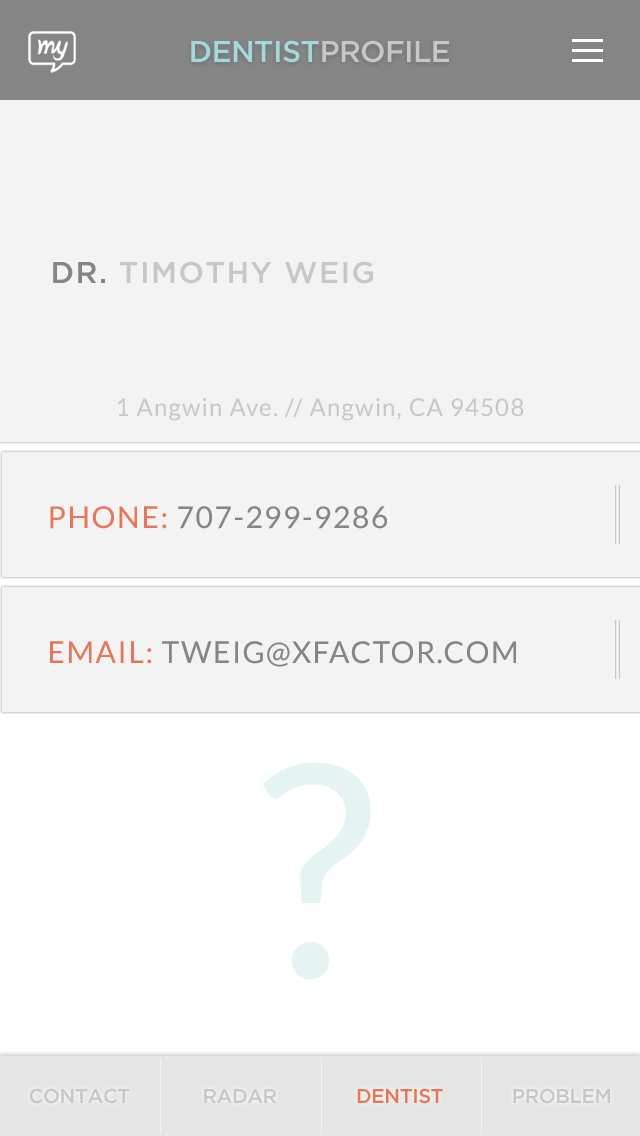 my
DENTISTPROFILE
DR. TIMOTHY WEIG
1 Angwin Ave. // Angwin, CA 94508
PHONE: 707-299-9286
EMAIL: TWEIG@XFACTOR.COM
?
CONTACT RADAR DENTIST PROBLEM